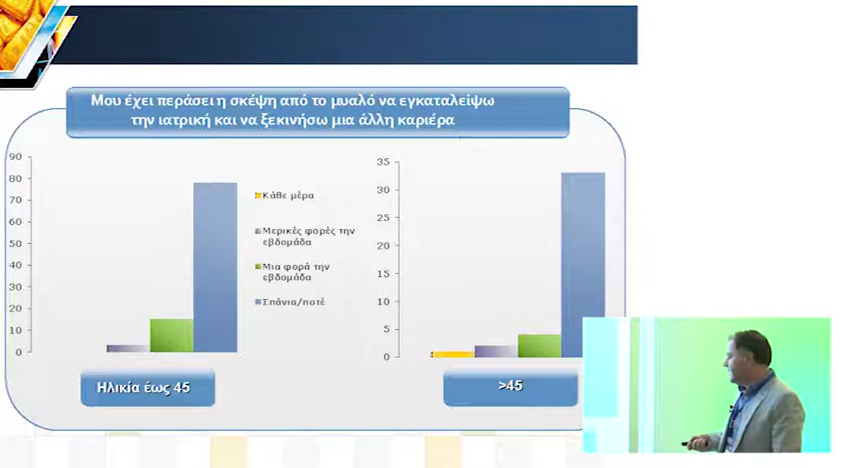 Μου έχει περάσει η σκέψη από το μυαλό να εγκαταλείψω
την ιατρική και να ξεκινήσω μια άλλη καριέρα
90
80
70
60
50
40
30
20
10
0
Κάθε μέρα
Μερικές φορές την
εβδομάδα
Μια φορά την
εβδομάδα
Σπάνια/ποτέ
Ηλικία έως 45
35
30
25
20
15
10
5
0
>45